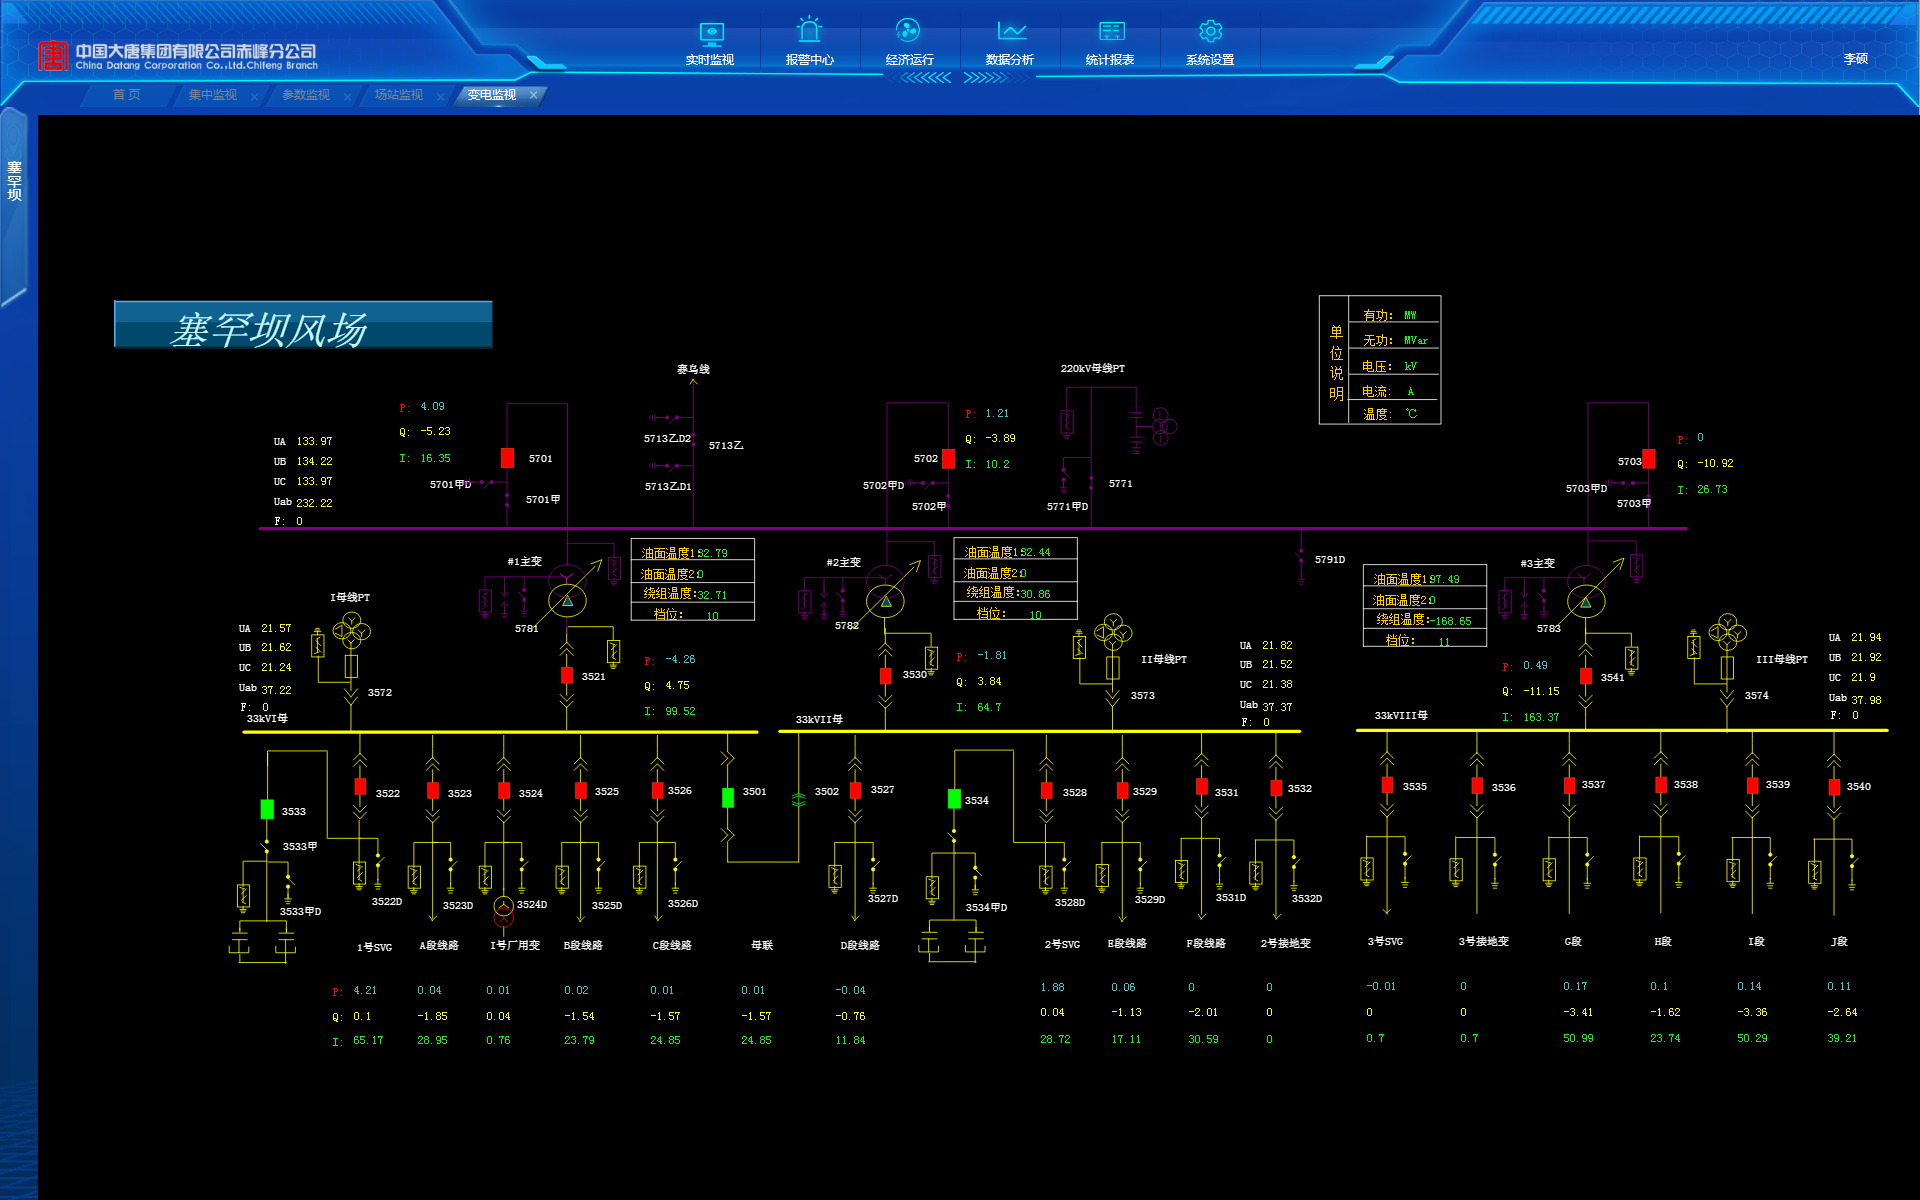 中国大唐集团有限公司赤峰分公司
China Datang Corporation Co.,Ltd.Chifeng Branch
实时监视
报警中心
经济运行
数据分析
统计报表
系统设置
李硕
首 页
集中监视
参数监视
场站监视
变电监视
塞罕坝
塞罕坝风场
单位说明
有功： MW
无功： MVar
电压： kV
电流： A
温度： ℃
塞乌线
220kV母线PT
P: 4.09
Q: -5.23
I: 16.35
UA 133.97
UB 134.22
UC 133.97
Uab 232.22
F: 0
5701
5701甲D
5701甲
5713乙D2
5713乙
5713乙D1
5702
5702甲D
5702甲
P: 1.21
Q: -3.89
I: 10.2
5771
5771甲D
5703
5703甲D
5703甲
P: 0
Q: -10.92
I: 26.73
5791D
#1主变
油面温度1: 32.79
油面温度2: 0
绕组温度: 32.71
档位: 10
5781
#2主变
油面温度1: 32.44
油面温度2: 0
绕组温度: 30.86
档位: 10
5782
#3主变
油面温度1: 97.49
油面温度2: 0
绕组温度: -168.65
档位: 11
5783
I母线PT
UA 21.57
UB 21.62
UC 21.24
Uab 37.22
F: 0
33kVI母
3572
3521
P: -4.26
Q: 4.75
I: 99.52
3530
P: -1.81
Q: 3.84
I: 64.7
33kVII母
II母线PT
3573
UA 21.82
UB 21.52
UC 21.38
Uab 37.37
F: 0
33kVIII母
P: 0.49
Q: -11.15
I: 163.37
3541
III母线PT
3574
UA 21.94
UB 21.92
UC 21.9
Uab 37.98
F: 0
3533
3522
3523
3524
3525
3526
3501
3502
3527
3534
3528
3529
3531
3532
3535
3536
3537
3538
3539
3540
3533甲
3533甲D
3522D
3523D
3524D
3525D
3526D
3527D
3534甲D
3528D
3529D
3531D
3532D
1号SVG
A段线路
I号厂用变
B段线路
C段线路
母联
D段线路
2号SVG
E段线路
F段线路
2号接地变
3号SVG
3号接地变
G段
H段
I段
J段
P: 4.21 0.04 0.01 0.02 0.01 0.01 -0.04 1.88 0.06 0 0 -0.01 0 0.17 0.1 0.14 0.11
Q: 0.1 -1.85 0.04 -1.54 -1.57 -1.57 -0.76 0.04 -1.13 -2.01 0 0 0 -3.41 -1.62 -3.36 -2.64
I: 65.17 28.95 0.76 23.79 24.85 24.85 11.84 28.72 17.11 30.59 0 0.7 0.7 50.99 23.74 50.29 39.21